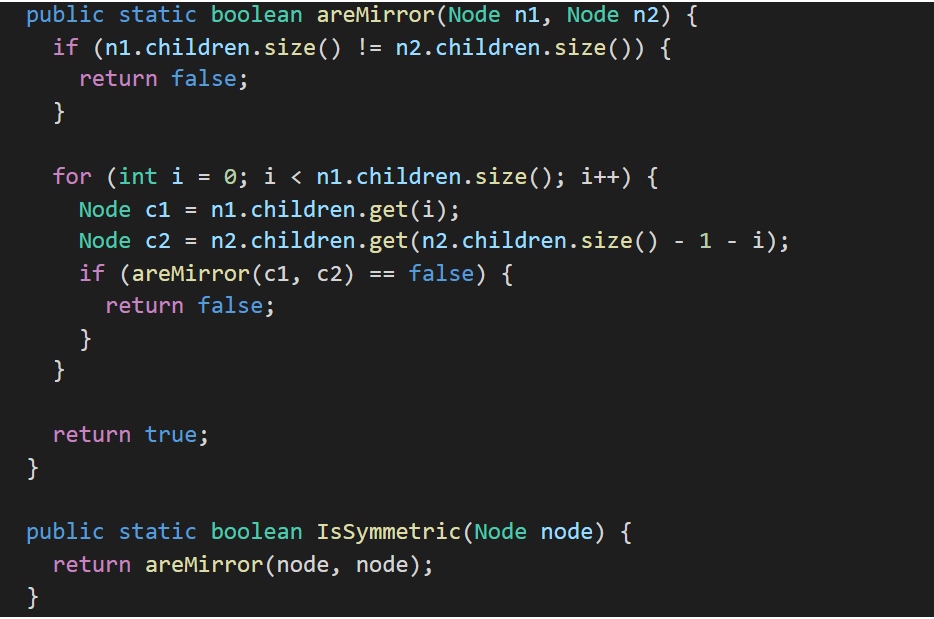 public static boolean areMirror(Node n1, Node n2) {
  if (n1.children.size() != n2.children.size()) {
    return false;
  }

  for (int i = 0; i < n1.children.size(); i++) {
    Node c1 = n1.children.get(i);
    Node c2 = n2.children.get(n2.children.size() - 1 - i);
    if (areMirror(c1, c2) == false) {
      return false;
    }
  }

  return true;
}

public static boolean IsSymmetric(Node node) {
  return areMirror(node, node);
}